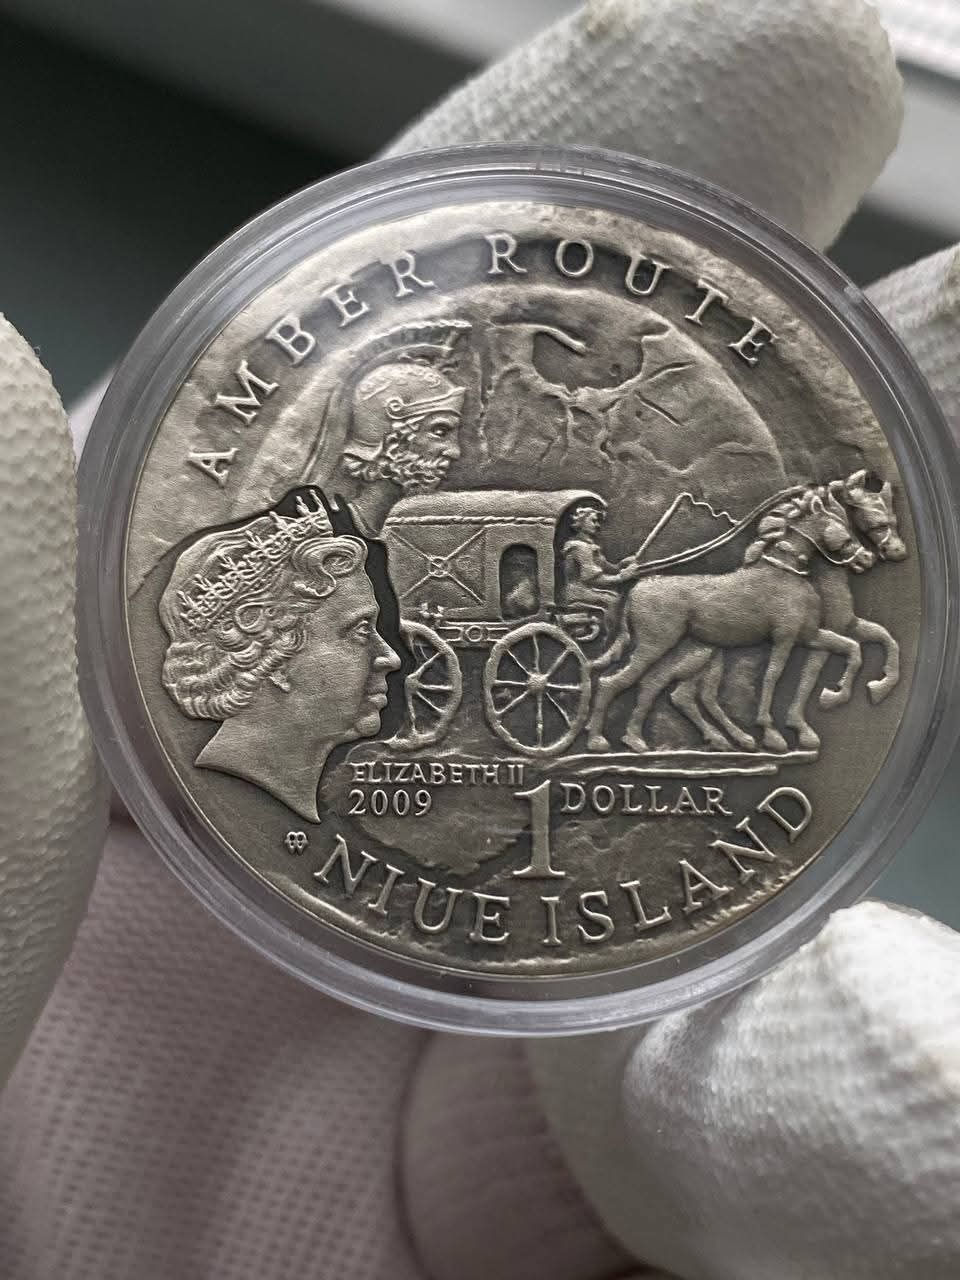 AMBER ROUTE
ELIZABETH II
2009
1 DOLLAR
NIUE ISLAND